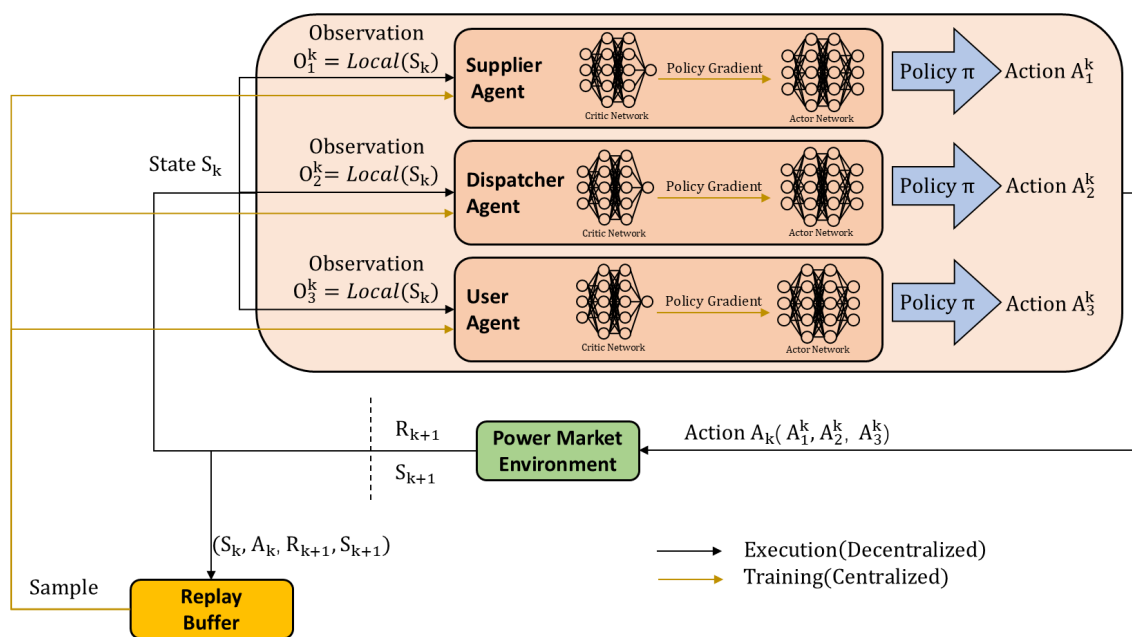 Observation
O₁ᵏ = Local(Sₖ)
Supplier
Agent
Policy Gradient
Critic Network
Actor Network
Policy π
Action A₁ᵏ
State Sₖ
Observation
O₂ᵏ= Local(Sₖ)
Dispatcher
Agent
Policy Gradient
Critic Network
Actor Network
Policy π
Action A₂ᵏ
Observation
O₃ᵏ = Local(Sₖ)
User
Agent
Policy Gradient
Critic Network
Actor Network
Policy π
Action A₃ᵏ
Rₖ₊₁
Sₖ₊₁
Power Market
Environment
Action Aₖ( A₁ᵏ, A₂ᵏ, A₃ᵏ)
(Sₖ, Aₖ, Rₖ₊₁, Sₖ₊₁)
Execution(Decentralized)
Training(Centralized)
Sample
Replay
Buffer